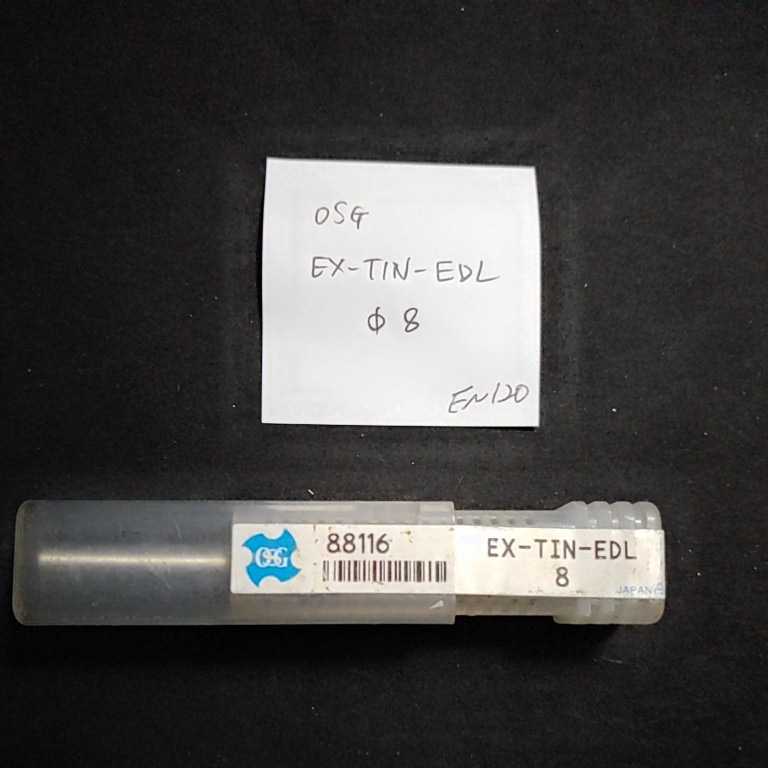 OSG
EX-TIN-EDL
φ 8
EN120
OSG
88116
EX-TIN-EDL
8
JAPAN